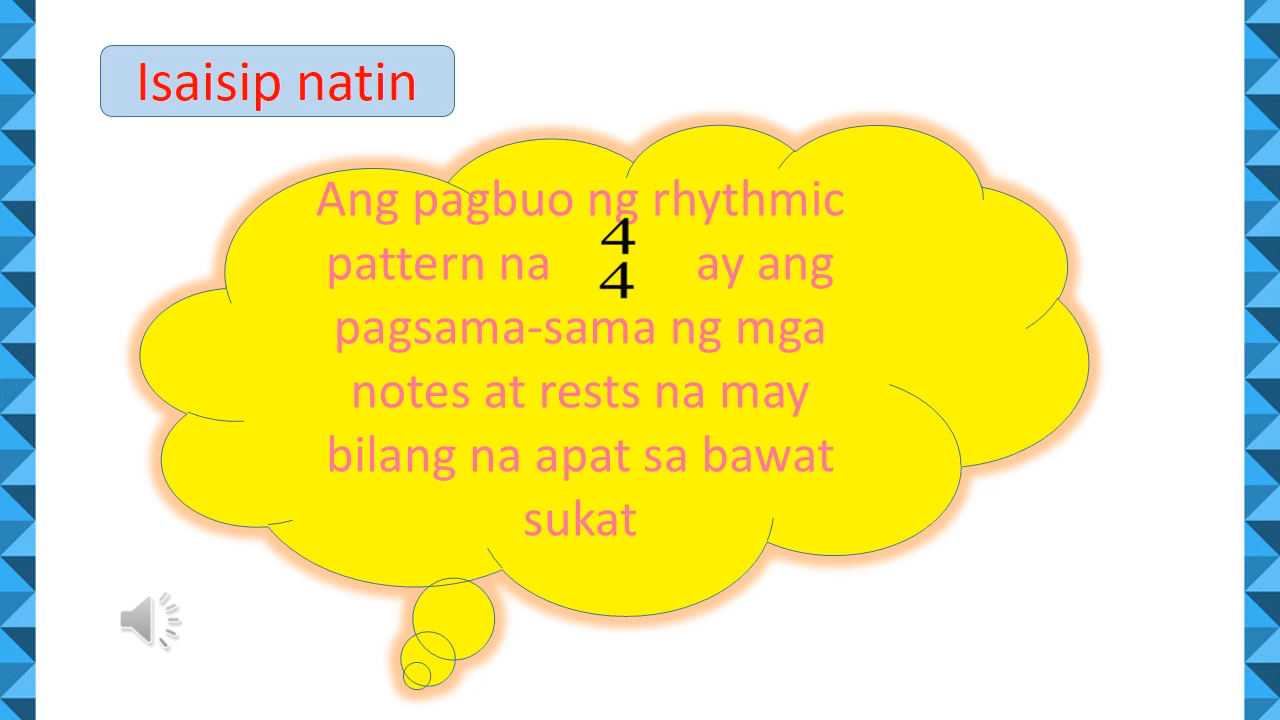 Isaisip natin
Ang pagbuo ng rhythmic
pattern na 4/4 ay ang
pagsama-sama ng mga
notes at rests na may
bilang na apat sa bawat
sukat